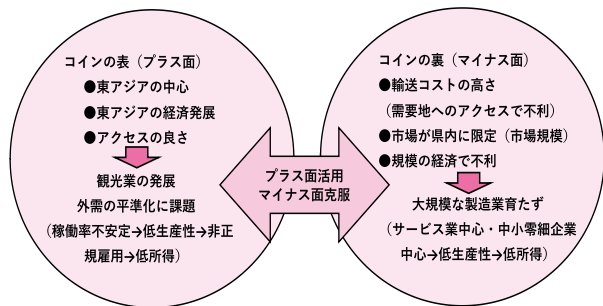 コインの表（プラス面）
●東アジアの中心
●東アジアの経済発展
●アクセスの良さ
観光業の発展
外需の平準化に課題
（稼働率不安定→低生産性→非正
規雇用→低所得）
プラス面活用
マイナス面克服
コインの裏（マイナス面）
●輸送コストの高さ
（需要地へのアクセスで不利）
●市場が県内に限定（市場規模）
●規模の経済で不利
大規模な製造業育たず
（サービス業中心・中小零細企業
中心→低生産性→低所得）